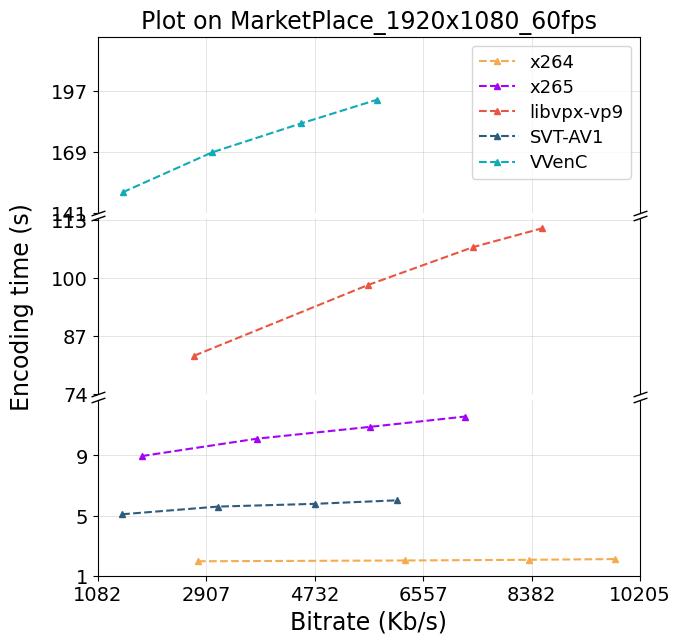 Plot on MarketPlace_1920x1080_60fps
x264
x265
libvpx-vp9
SVT-AV1
VVenC
197
169
141
113
100
87
74
9
5
1
1082 2907 4732 6557 8382 10205
Encoding time (s)
Bitrate (Kb/s)